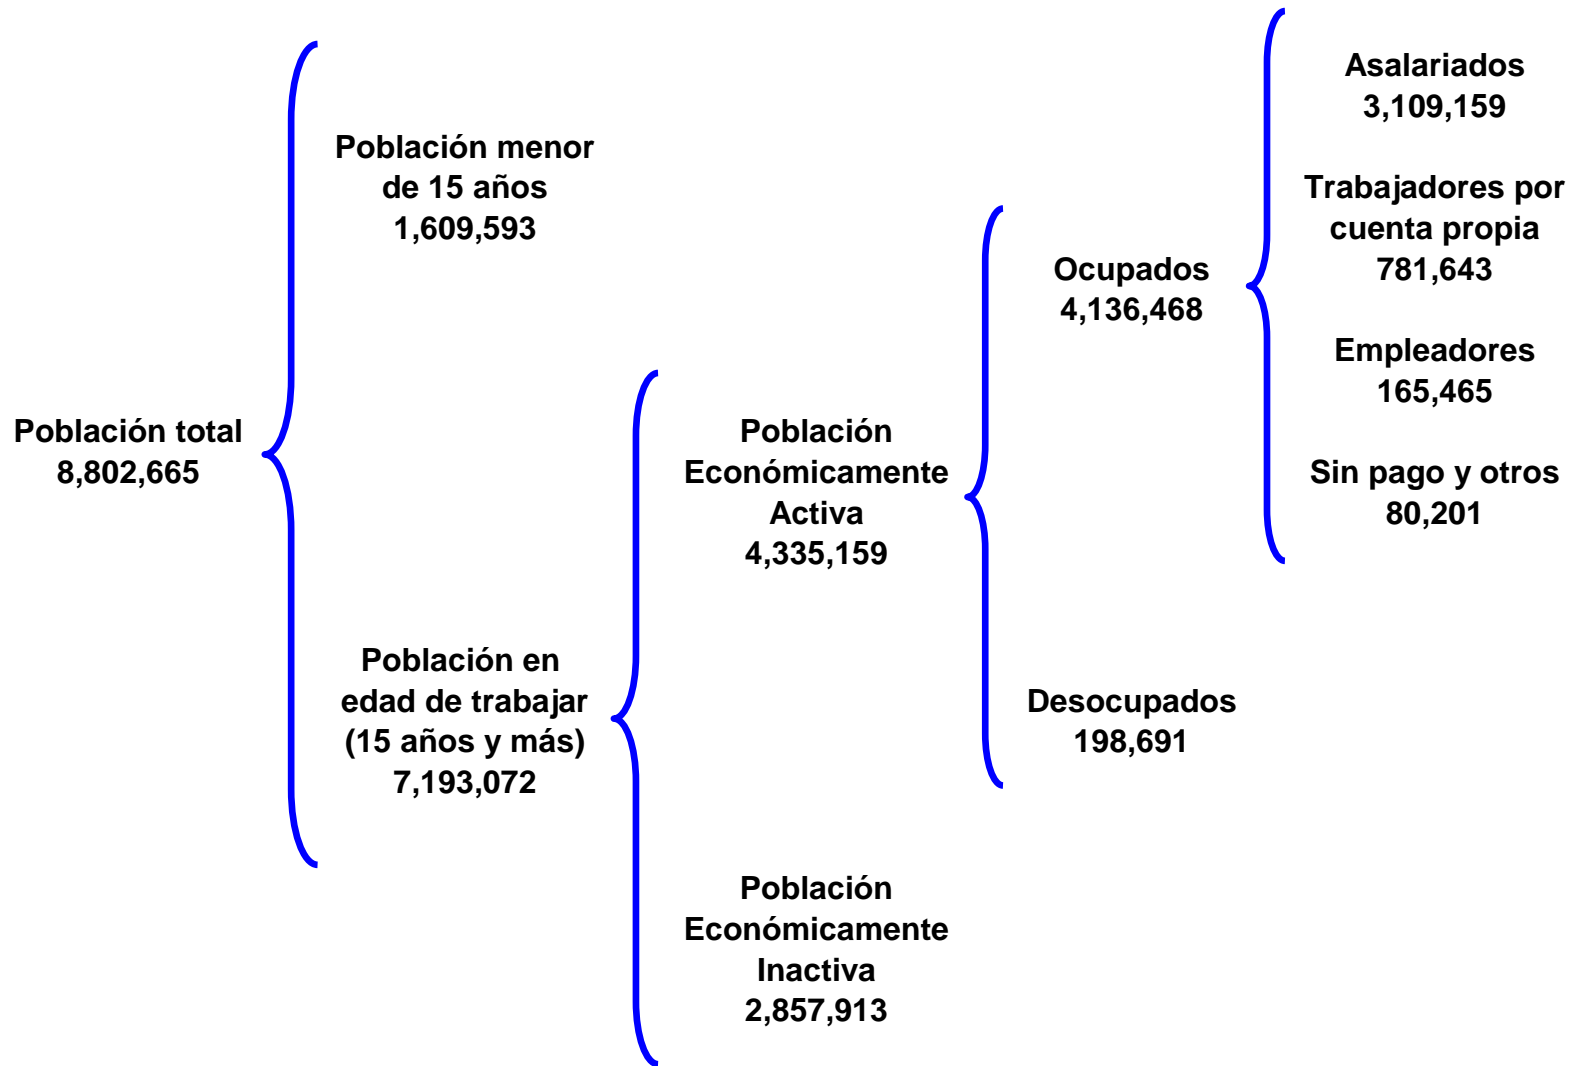 Población total
8,802,665
Población menor
de 15 años
1,609,593
Población en
edad de trabajar
(15 años y más)
7,193,072
Población
Económicamente
Activa
4,335,159
Población
Económicamente
Inactiva
2,857,913
Ocupados
4,136,468
Desocupados
198,691
Asalariados
3,109,159
Trabajadores por
cuenta propia
781,643
Empleadores
165,465
Sin pago y otros
80,201